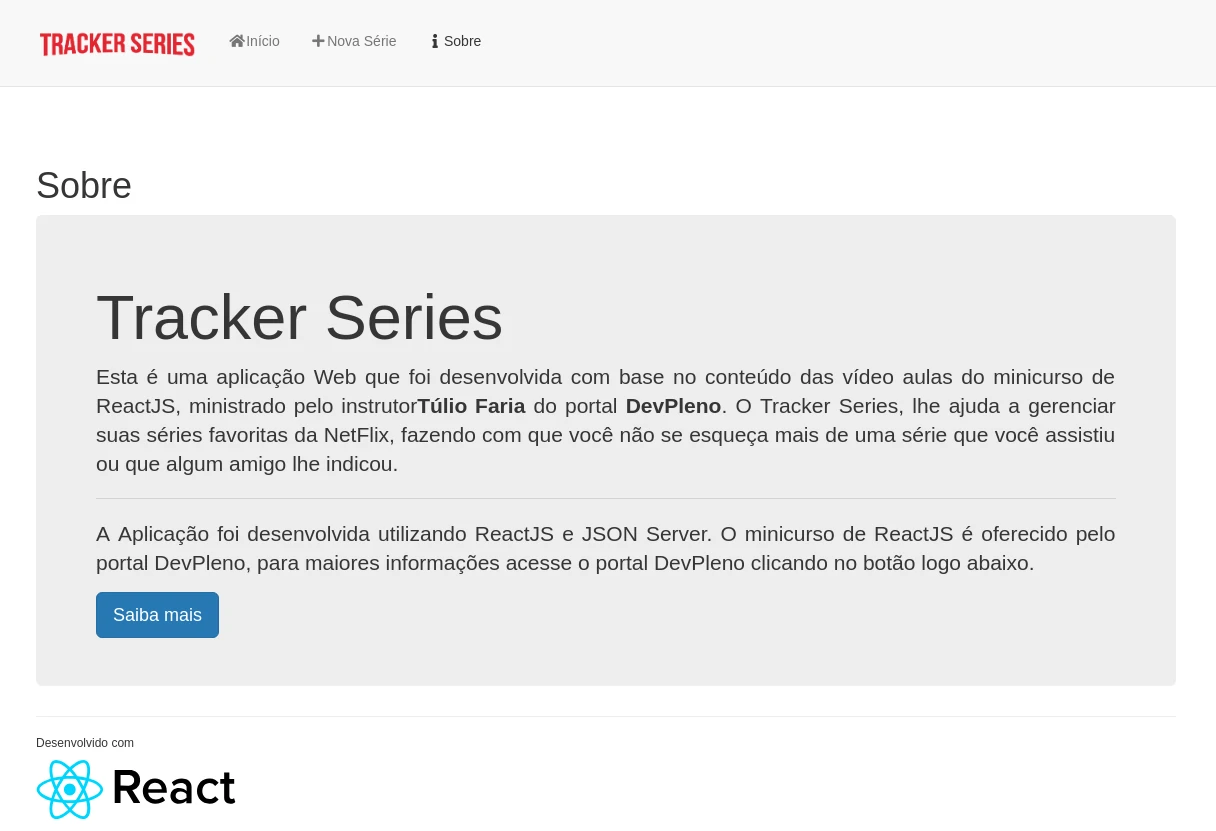 TRACKER SERIES
Início
Nova Série
Sobre
Sobre
Tracker Series
Esta é uma aplicação Web que foi desenvolvida com base no conteúdo das vídeo aulas do minicurso de
ReactJS, ministrado pelo instrutorTúlio Faria do portal DevPleno. O Tracker Series, lhe ajuda a gerenciar
suas séries favoritas da NetFlix, fazendo com que você não se esqueça mais de uma série que você assistiu
ou que algum amigo lhe indicou.
A Aplicação foi desenvolvida utilizando ReactJS e JSON Server. O minicurso de ReactJS é oferecido pelo
portal DevPleno, para maiores informações acesse o portal DevPleno clicando no botão logo abaixo.
Saiba mais
Desenvolvido com
React